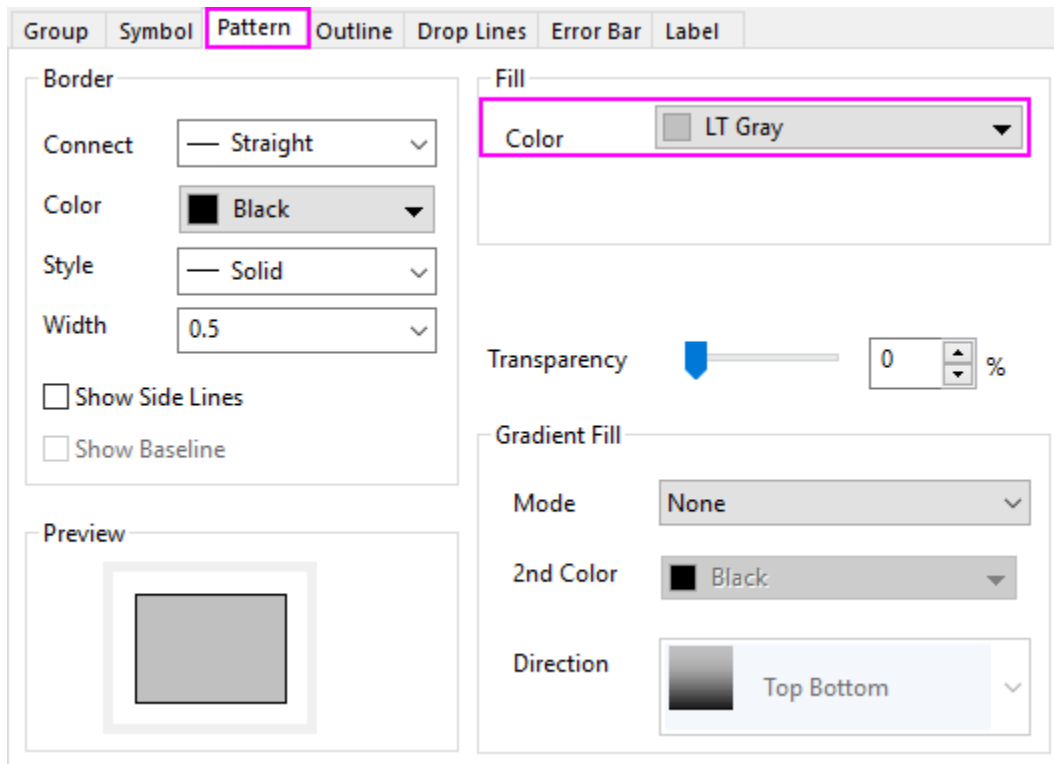 Group Symbol Pattern Outline Drop Lines Error Bar Label
Border
Connect Straight
Color Black
Style Solid
Width 0.5
Show Side Lines
Show Baseline
Preview
Fill
Color LT Gray
Transparency 0 %
Gradient Fill
Mode None
2nd Color Black
Direction Top Bottom